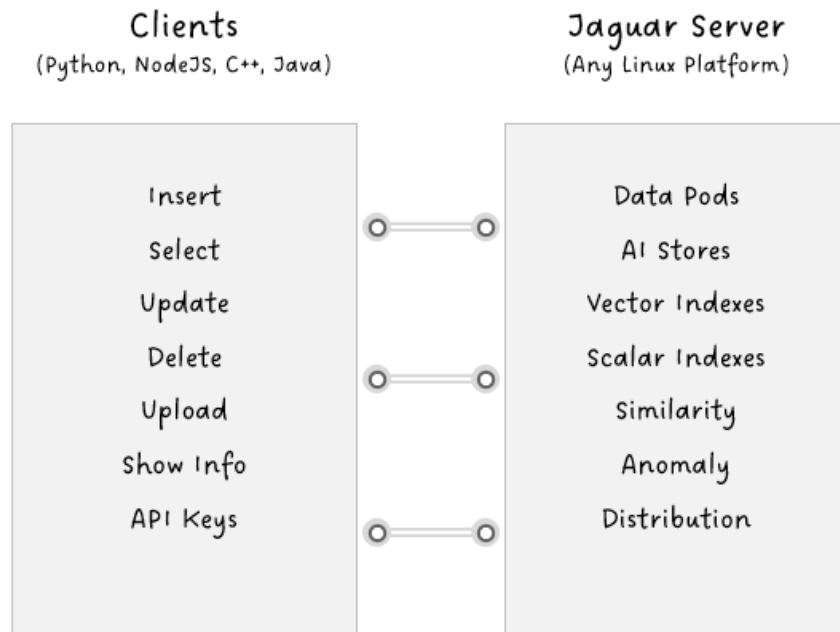 Clients
(Python, NodeJS, C++, Java)
Insert
Select
Update
Delete
Upload
Show Info
API Keys
Jaguar Server
(Any Linux Platform)
Data Pods
AI Stores
Vector Indexes
Scalar Indexes
Similarity
Anomaly
Distribution